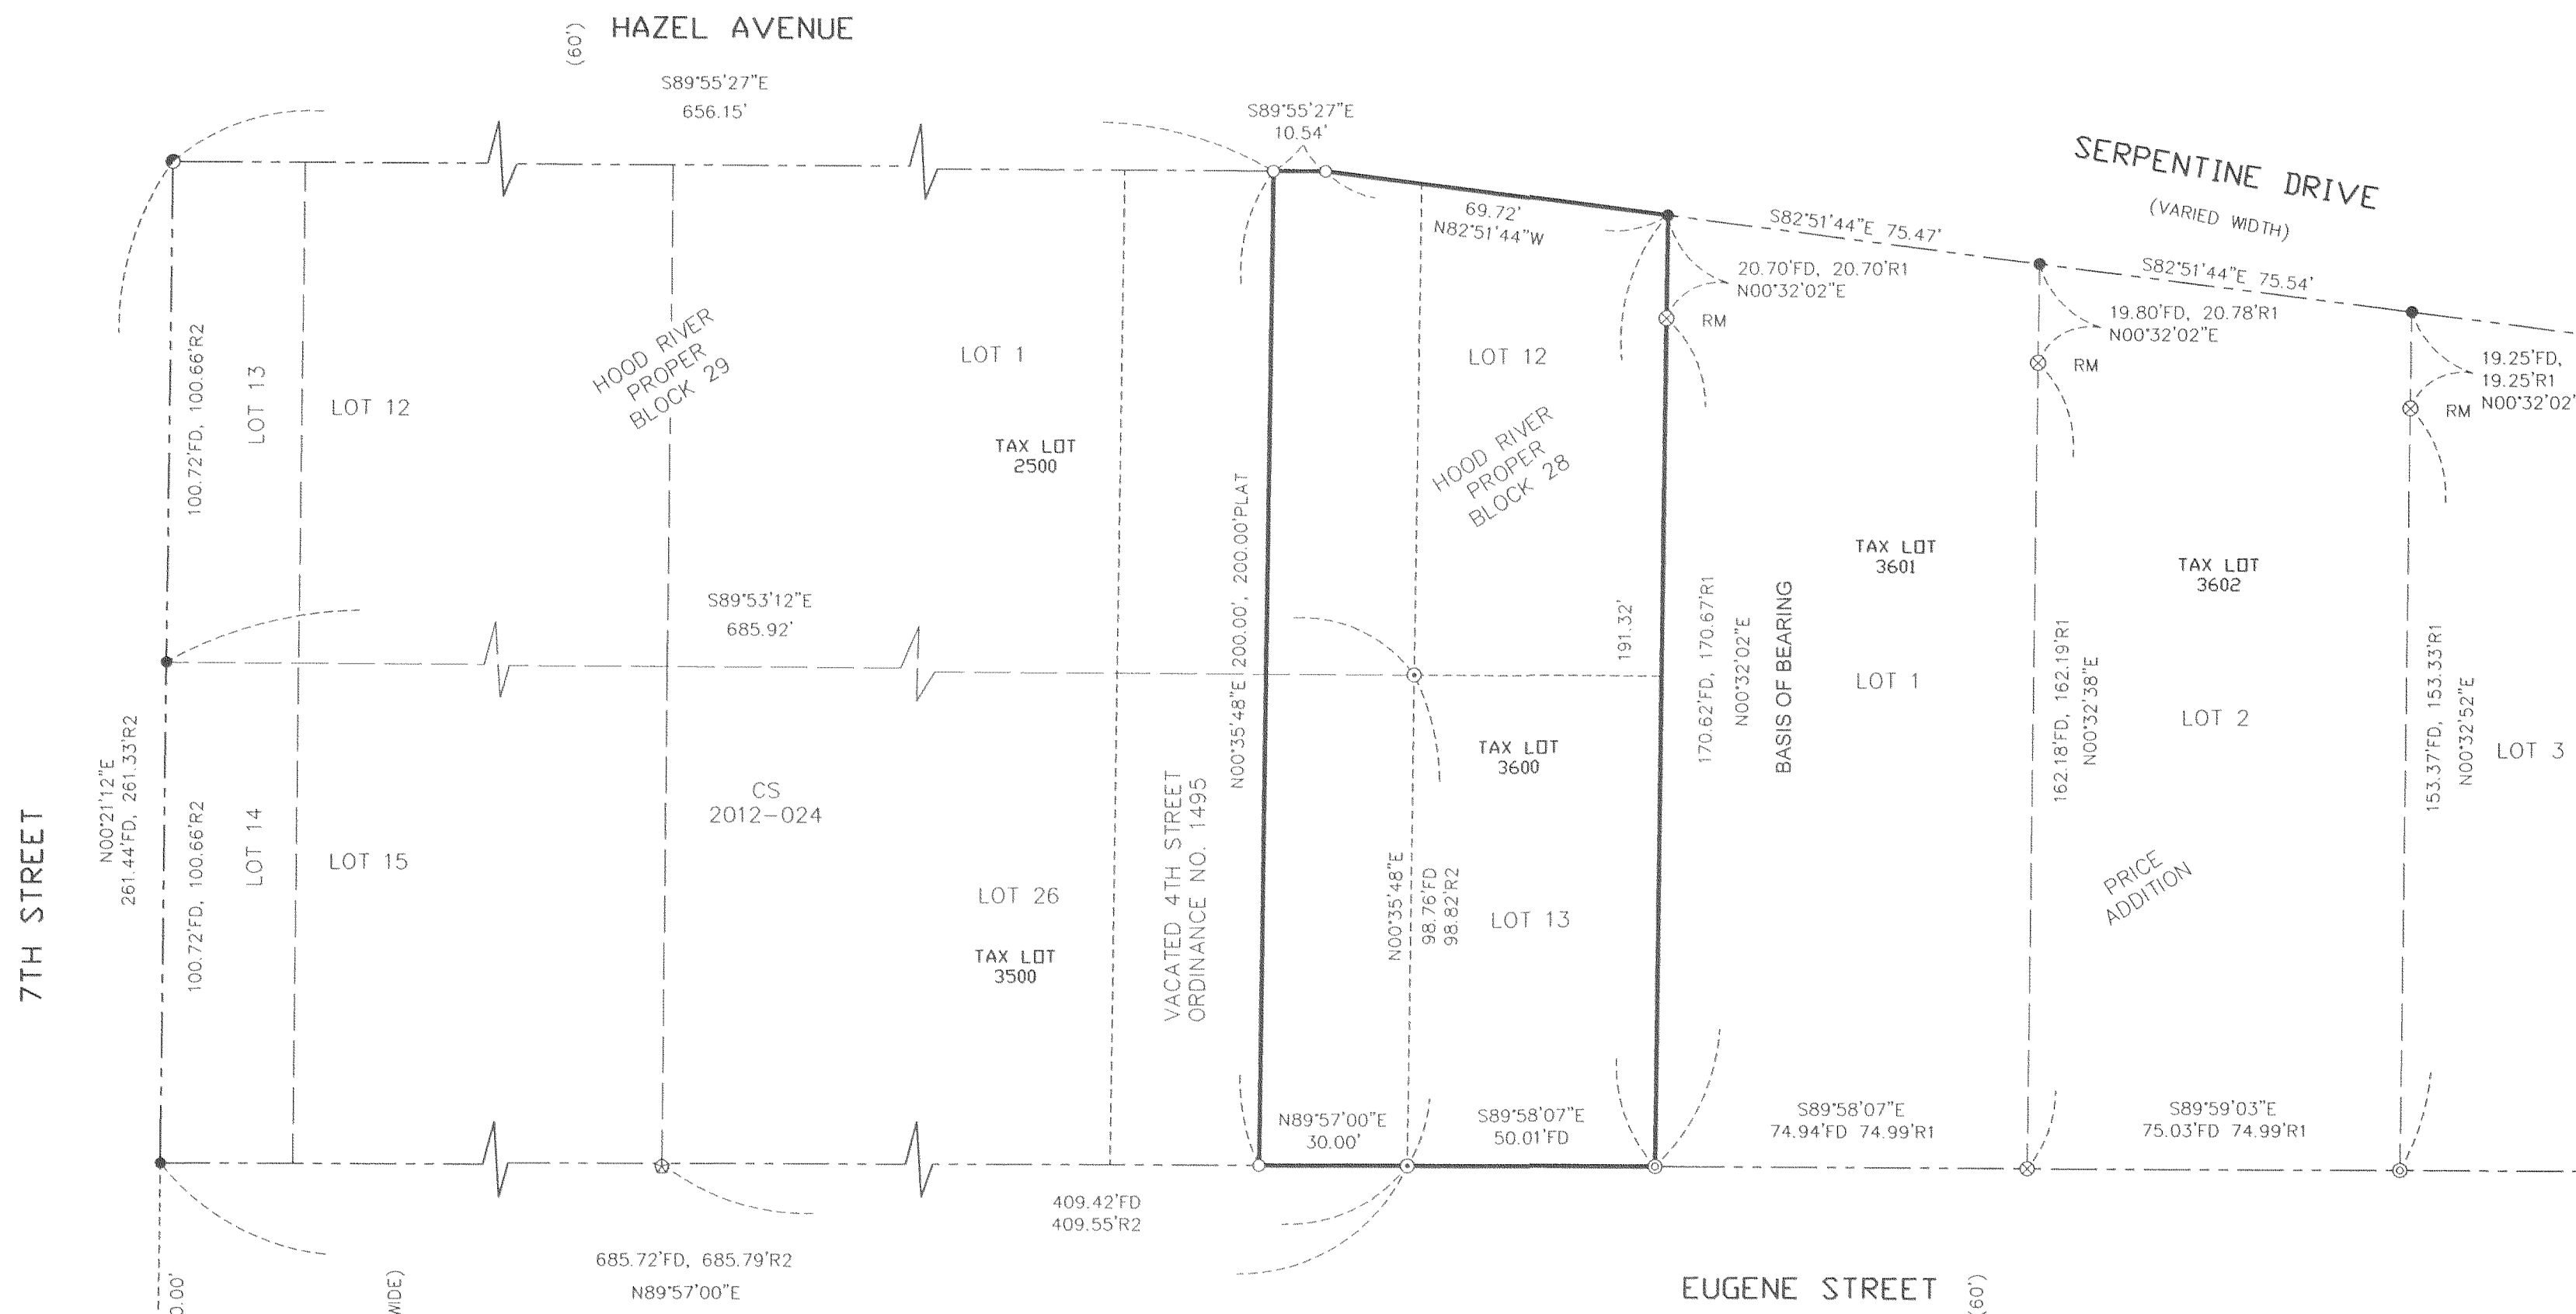 HAZEL AVENUE
(60')
S89°55'27"E
656.15'
S89°55'27"E
10.54'
SERPENTINE DRIVE
(VARIED WIDTH)
69.72'
N82°51'44"W
S82°51'44"E 75.47'
S82°51'44"E 75.54'
20.70'FD, 20.70'R1
N00°32'02"E
RM
19.80'FD, 20.78'R1
N00°32'02"E
RM
19.25'FD,
19.25'R1
N00°32'02"
RM
100.72'FD, 100.66'R2
LOT 13
LOT 12
HOOD RIVER
PROPER
BLOCK 29
LOT 1
TAX LOT
2500
LOT 12
HOOD RIVER
PROPER
BLOCK 28
N00°35'48"E 200.00', 200.00'PLAT
TAX LOT
3601
TAX LOT
3602
S89°53'12"E
685.92'
191.32'
170.62'FD, 170.67'R1
N00°32'02"E
BASIS OF BEARING
LOT 1
162.18'FD, 162.19'R1
N00°32'38"E
LOT 2
153.37'FD, 153.33'R1
N00°32'52"E
LOT 3
7TH STREET
N00°21'12"E
261.44'FD, 261.33'R2
100.72'FD, 100.66'R2
LOT 14
LOT 15
CS
2012-024
LOT 26
TAX LOT
3500
VACATED 4TH STREET
ORDINANCE NO. 1495
TAX LOT
3600
N00°35'48"E
98.76'FD
98.82'R2
LOT 13
PRICE
ADDITION
N89°57'00"E
30.00'
S89°58'07"E
50.01'FD
S89°58'07"E
74.94'FD 74.99'R1
S89°59'03"E
75.03'FD 74.99'R1
409.42'FD
409.55'R2
685.72'FD, 685.79'R2
N89°57'00"E
0.00'
WIDE)
EUGENE STREET
(60')